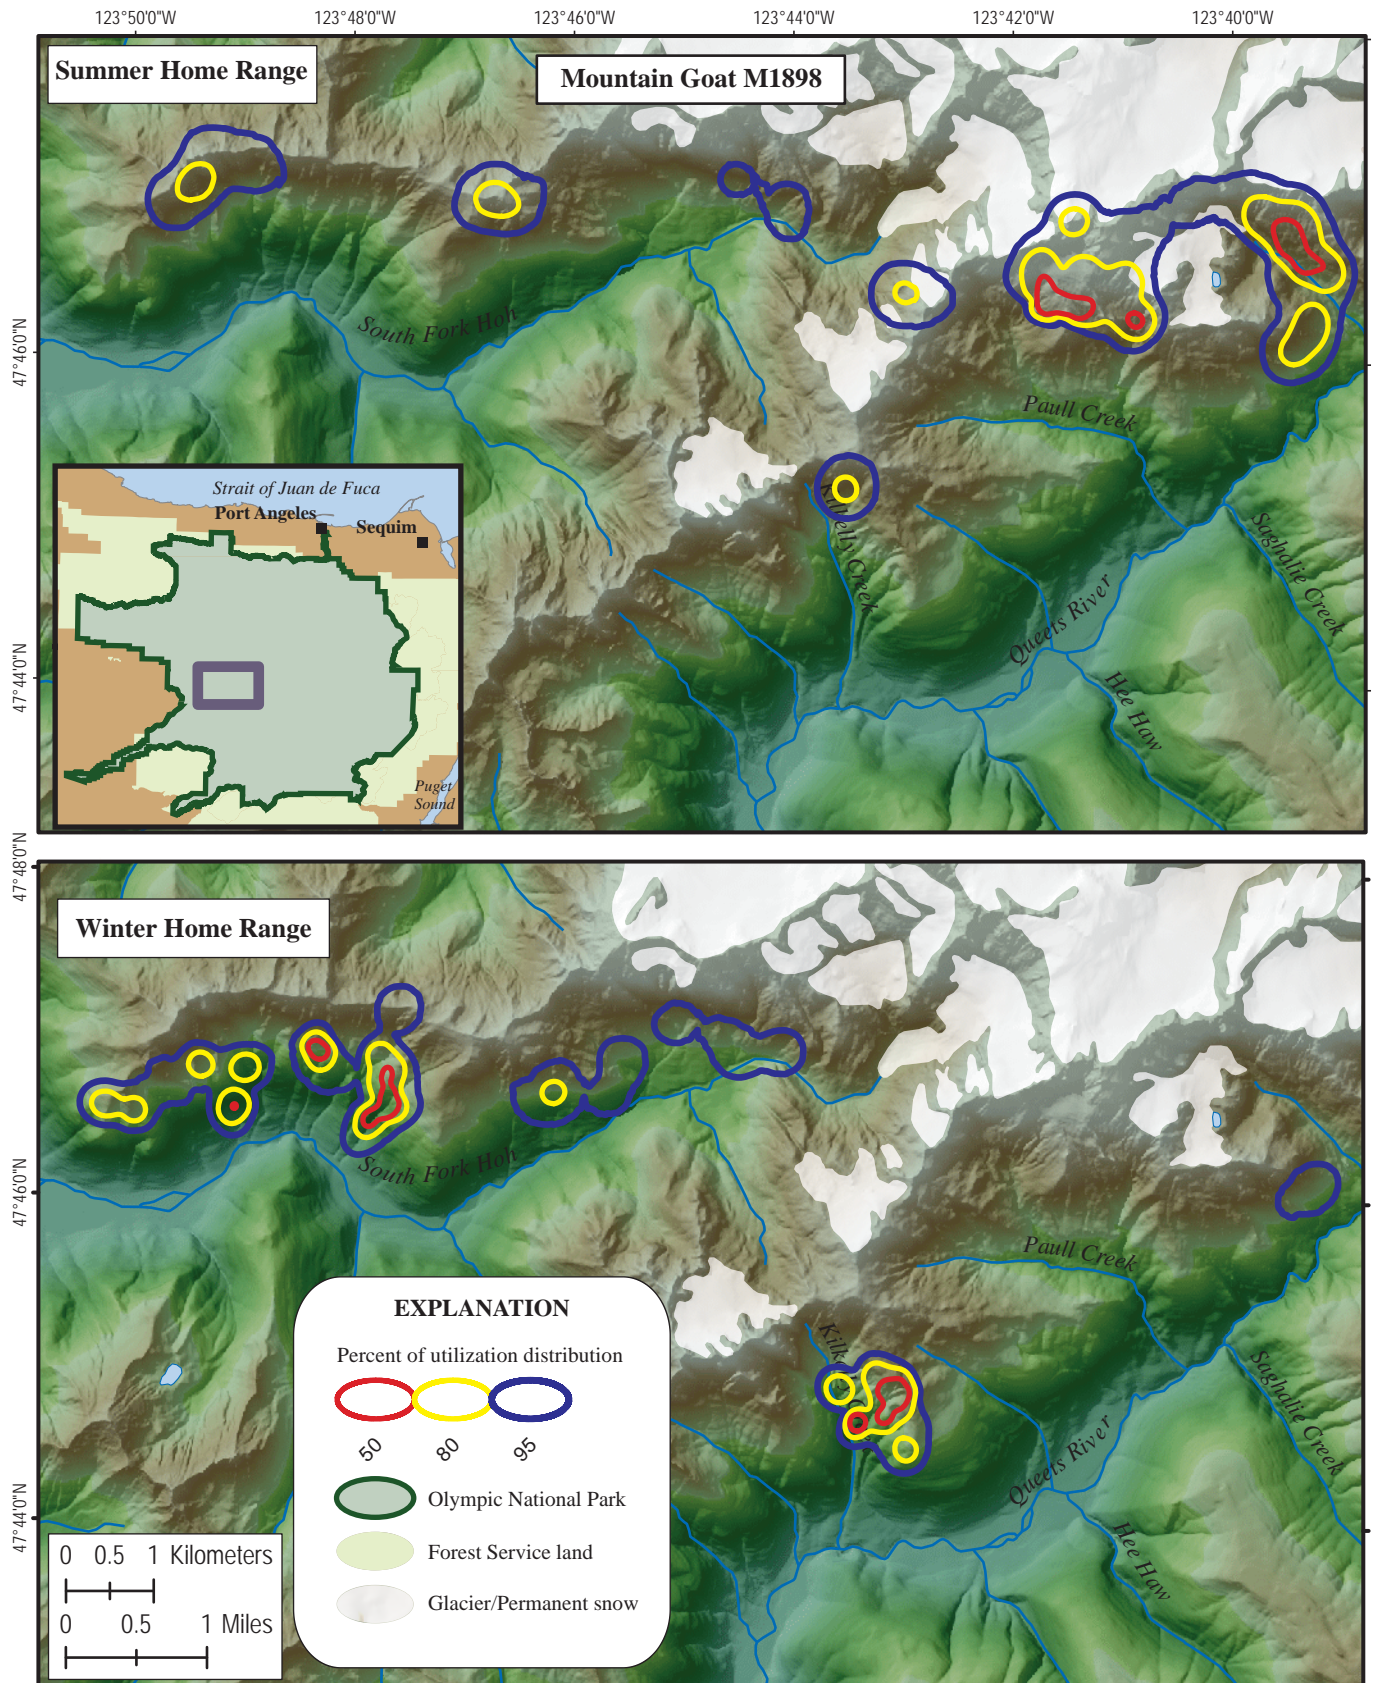 123°50'0"W 123°48'0"W 123°46'0"W 123°44'0"W 123°42'0"W 123°40'0"W
Summer Home Range
Mountain Goat M1898
47°46'0"N
South Fork Hoh
Paull Creek
Kilkelly Creek
Saghalie Creek
Queets River
Hee Haw
47°44'0"N
Strait of Juan de Fuca
Port Angeles
Sequim
Puget
Sound
47°48'0"N
Winter Home Range
47°46'0"N
South Fork Hoh
Paull Creek
Saghalie Creek
Queets River
Hee Haw
47°44'0"N
EXPLANATION
Percent of utilization distribution
50 80 95
Olympic National Park
Forest Service land
Glacier/Permanent snow
0 0.5 1 Kilometers
0 0.5 1 Miles